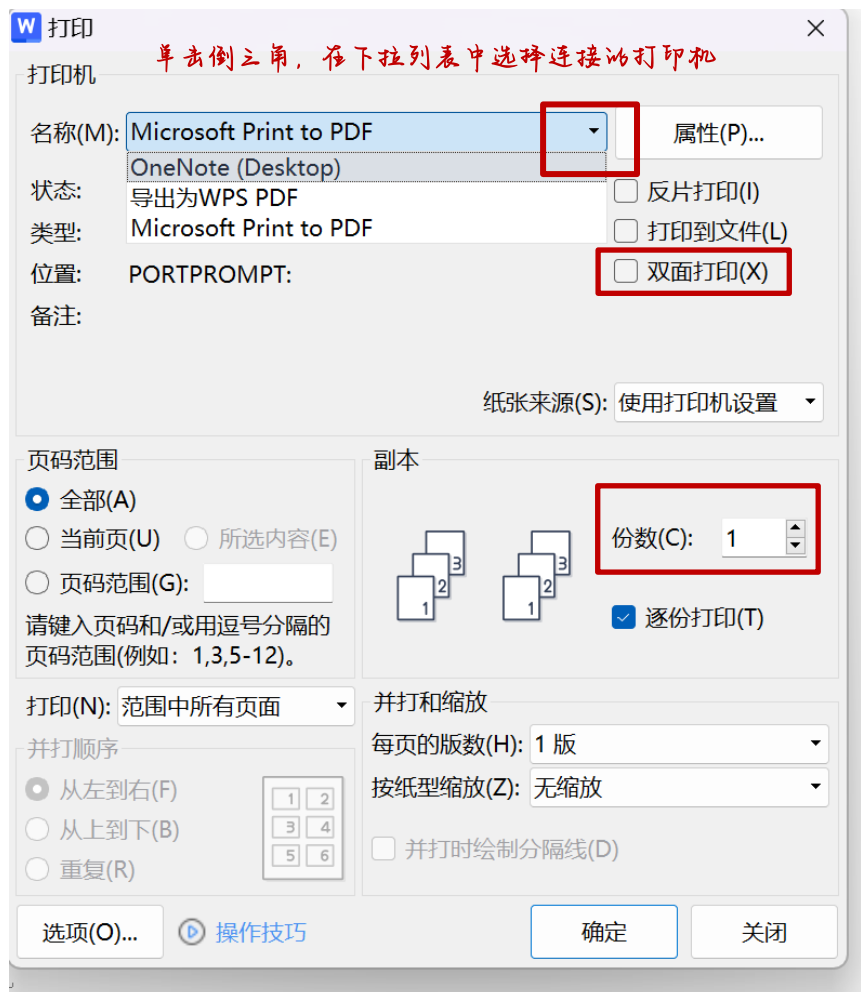 W 打印
单击倒三角，在下拉列表中选择连接的打印机
打印机
名称(M): Microsoft Print to PDF 属性(P)...
OneNote (Desktop)
导出为WPS PDF
Microsoft Print to PDF
状态: 反片打印(I)
类型: 打印到文件(L)
位置: PORTPROMPT: 双面打印(X)
备注:
纸张来源(S): 使用打印机设置
页码范围
全部(A)
当前页(U) 所选内容(E)
页码范围(G):
请键入页码和/或用逗号分隔的
页码范围(例如：1,3,5-12)。
副本
3 2 1 3 2 1
份数(C): 1
逐份打印(T)
打印(N): 范围中所有页面
并打顺序
从左到右(F)
从上到下(B)
重复(R)
1 2
3 4
5 6
并打和缩放
每页的版数(H): 1 版
按纸型缩放(Z): 无缩放
并打时绘制分隔线(D)
选项(O)... 操作技巧 确定 关闭